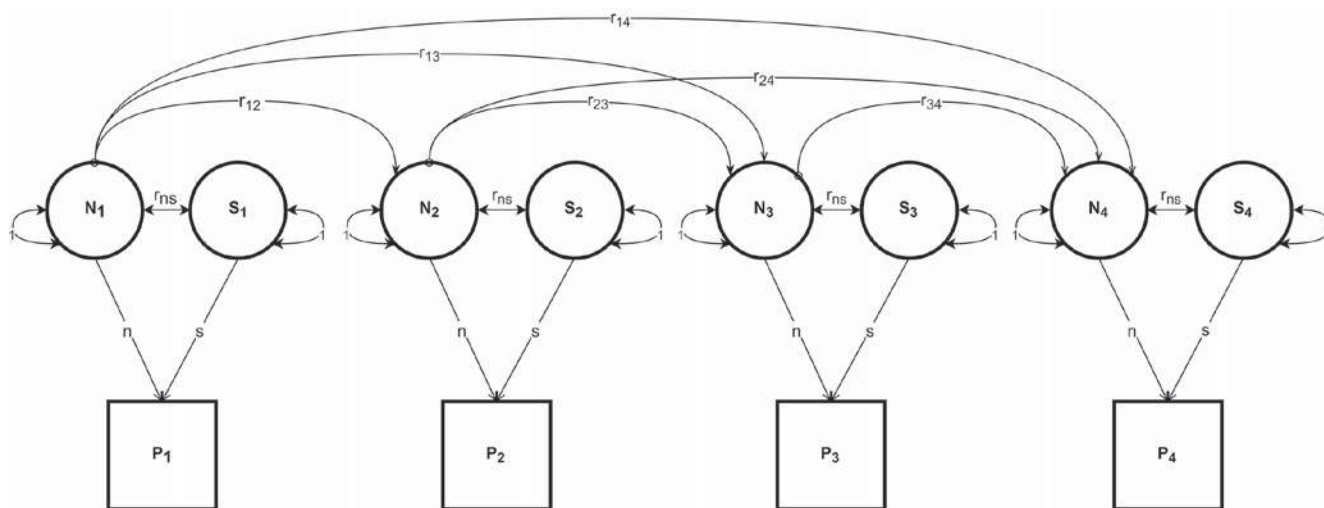 r14
r13
r24
r12
r23
r34
N1 rns S1 N2 rns S2 N3 rns S3 N4 rns S4
1 1 1 1 1 1 1 1
n s n s n s n s
P1 P2 P3 P4